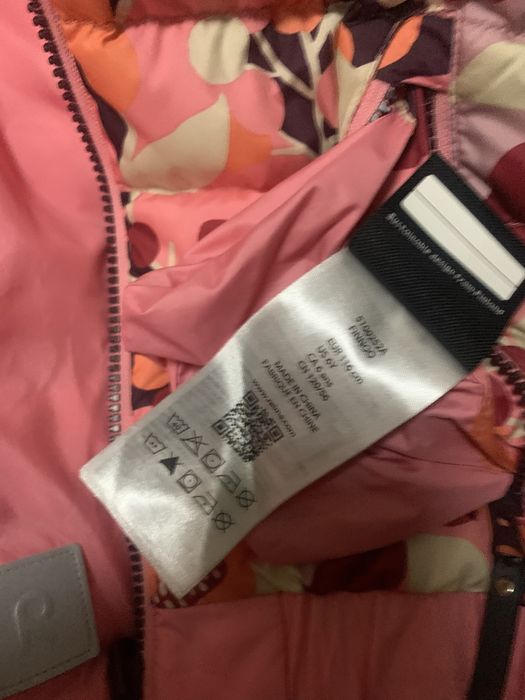 Sustainable design from Finland
5100252A
FINNOO
EUR 116 cm
US 6Y
CA 6 ans
CN 120/56
MADE IN CHINA
FABRIQUÉ EN CHINE
www.reima.com